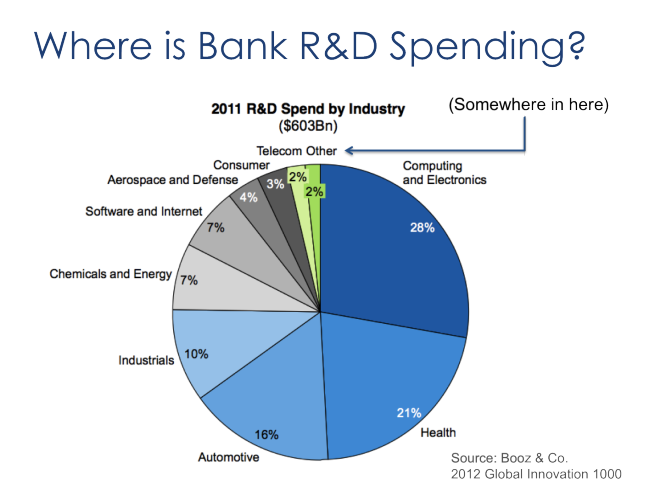 Where is Bank R&D Spending?
(Somewhere in here)
2011 R&D Spend by Industry
($603Bn)
Telecom Other
Consumer
Aerospace and Defense
Software and Internet
Chemicals and Energy
Industrials
Automotive
Health
Computing
and Electronics
2%
2%
3%
4%
7%
7%
10%
16%
21%
28%
Source: Booz & Co.
2012 Global Innovation 1000